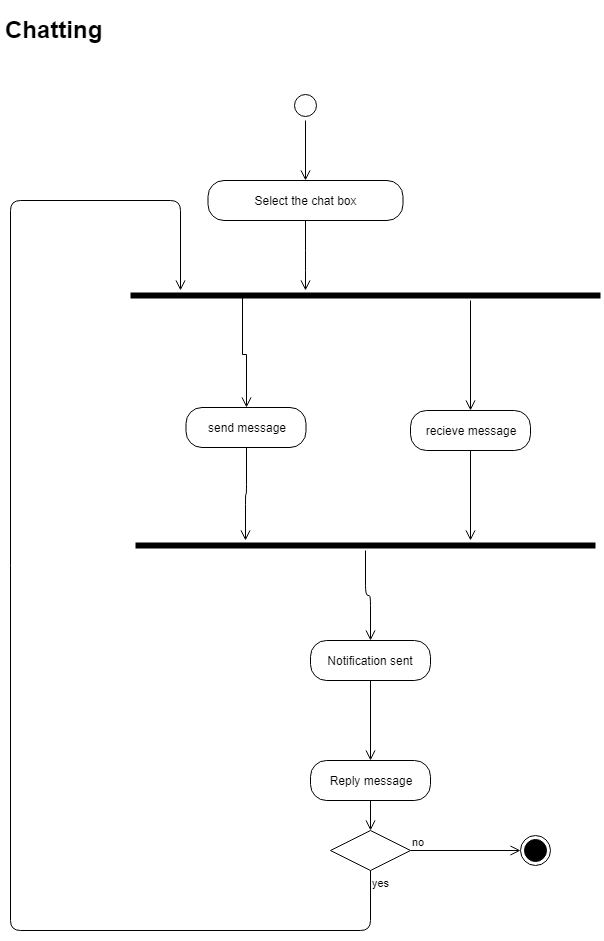 Chatting
Select the chat box
send message
recieve message
Notification sent
Reply message
no
yes